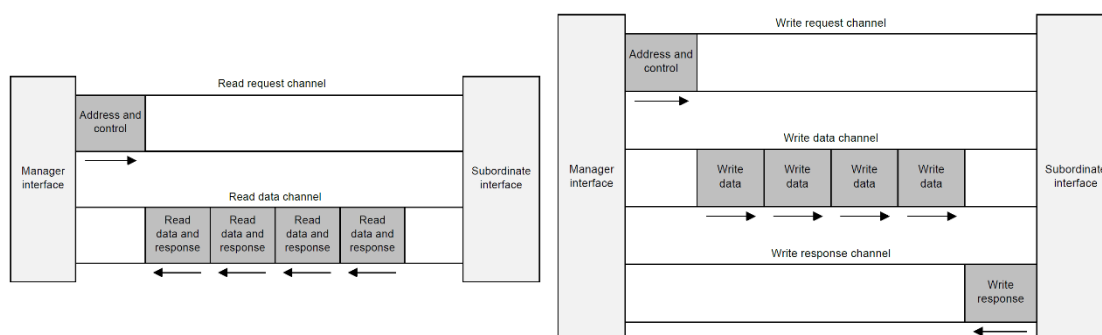 Read request channel
Address and
control
Manager
interface
Subordinate
interface
Read data channel
Read
data and
response
Read
data and
response
Read
data and
response
Read
data and
response
Write request channel
Address and
control
Write data channel
Manager
interface
Write
data
Write
data
Write
data
Write
data
Subordinate
interface
Write response channel
Write
response